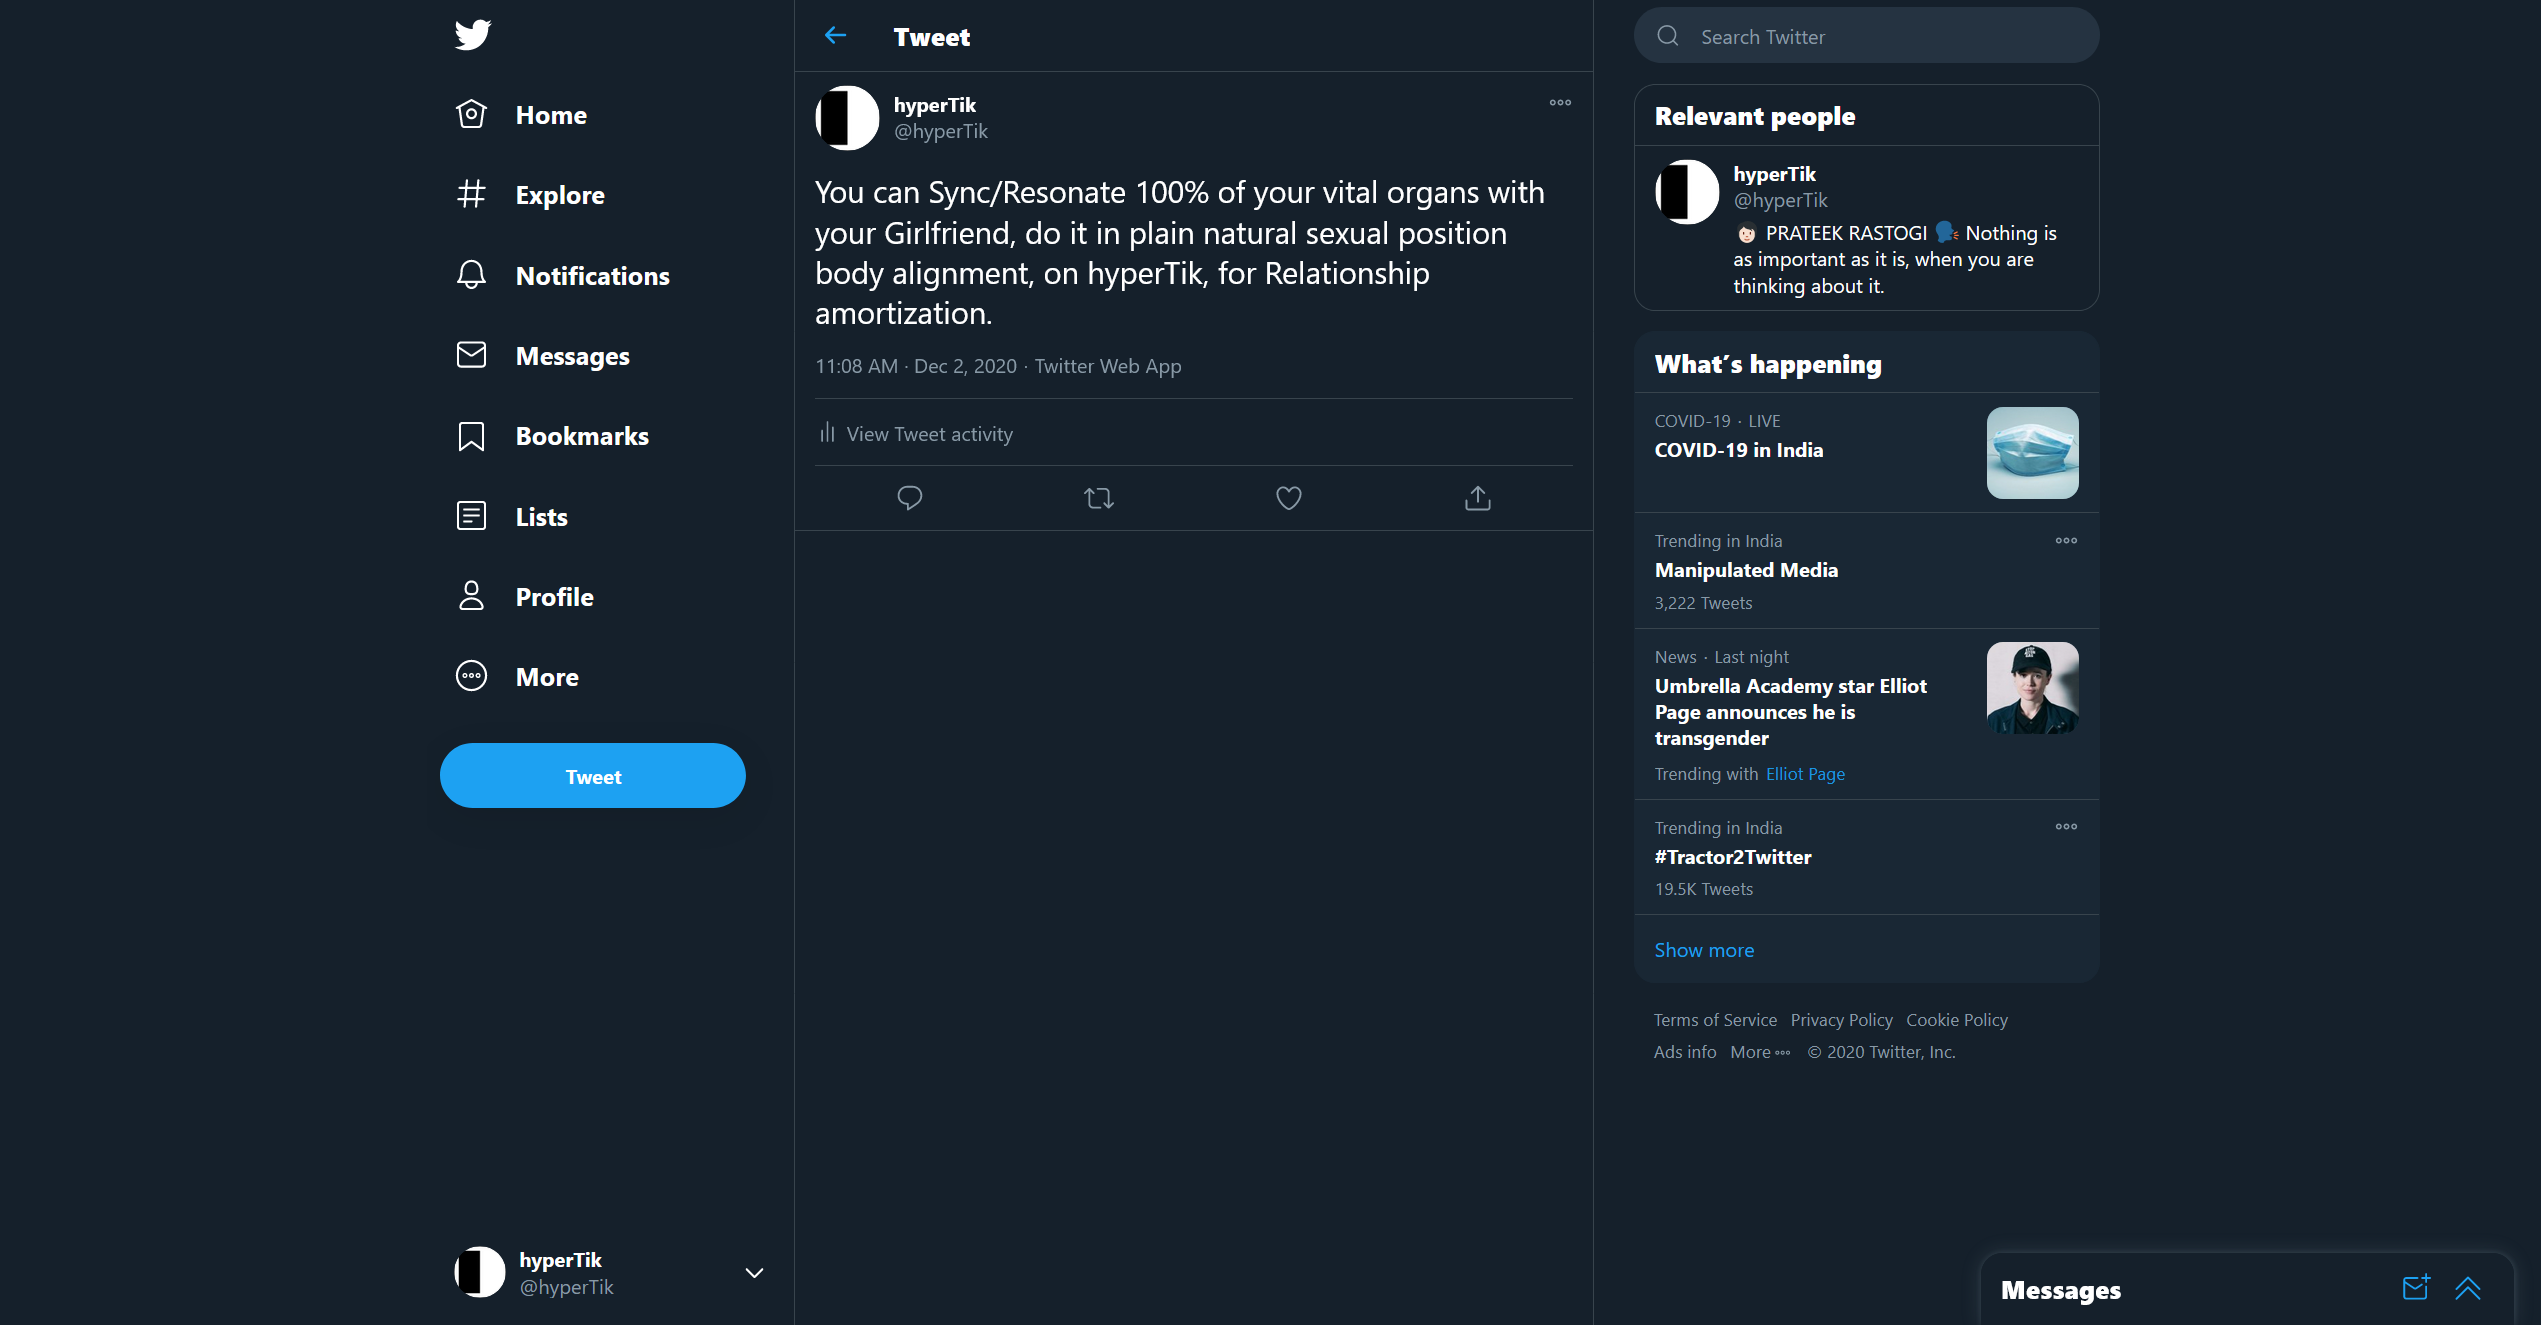 Home
Explore
Notifications
Messages
Bookmarks
Lists
Profile
More
Tweet
hyperTik
@hyperTik
Tweet
hyperTik
@hyperTik
You can Sync/Resonate 100% of your vital organs with
your Girlfriend, do it in plain natural sexual position
body alignment, on hyperTik, for Relationship
amortization.
11:08 AM · Dec 2, 2020 · Twitter Web App
View Tweet activity
Search Twitter
Relevant people
hyperTik
@hyperTik
PRATEEK RASTOGI Nothing is
as important as it is, when you are
thinking about it.
What's happening
COVID-19 · LIVE
COVID-19 in India
Trending in India
Manipulated Media
3,222 Tweets
News · Last night
Umbrella Academy star Elliot
Page announces he is
transgender
Trending with Elliot Page
Trending in India
#Tractor2Twitter
19.5K Tweets
Show more
Terms of Service Privacy Policy Cookie Policy
Ads info More © 2020 Twitter, Inc.
Messages